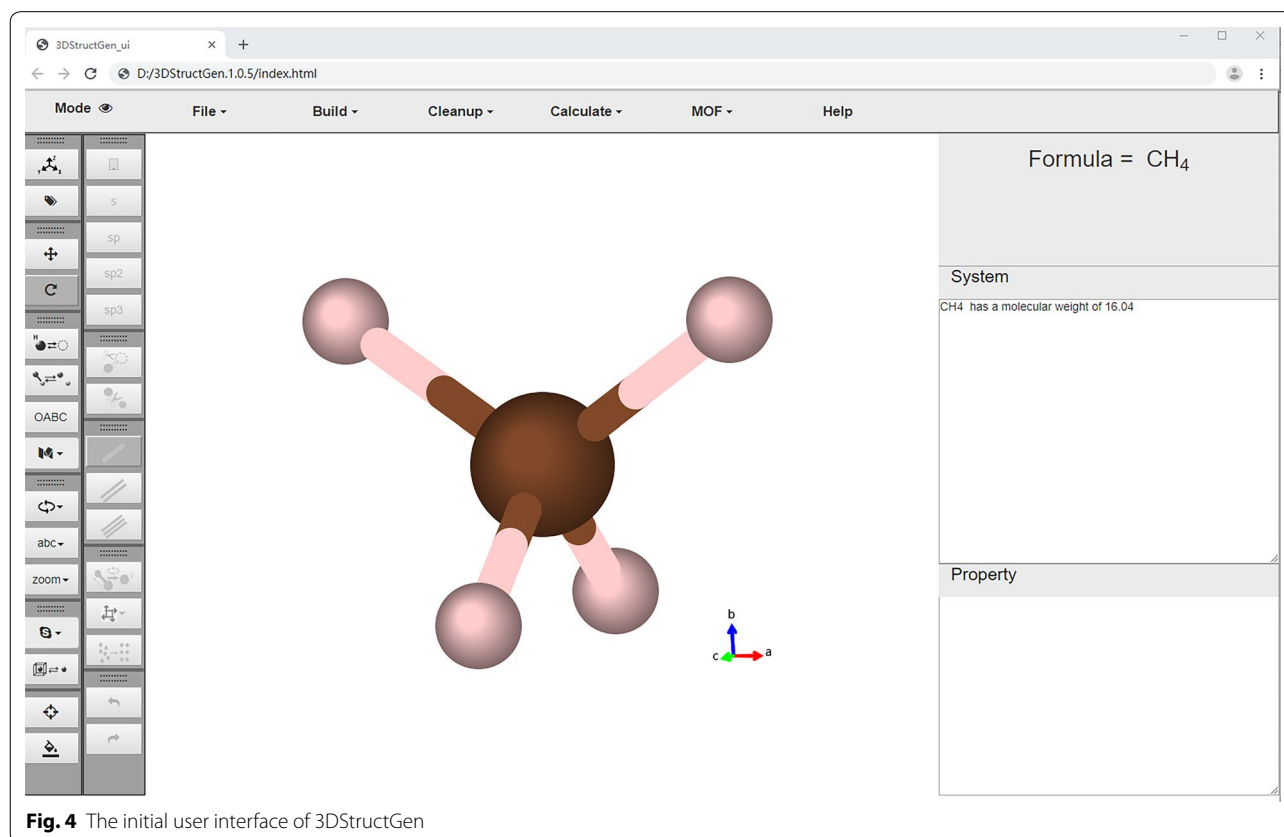 3DStructGen_ui
D:/3DStructGen.1.0.5/index.html
Mode File Build Cleanup Calculate MOF Help
z
Y X
s
sp
sp2
sp3
H
OABC
abc
zoom
S
Formula = CH₄
System
CH4 has a molecular weight of 16.04
Property
b
c a
Fig. 4 The initial user interface of 3DStructGen